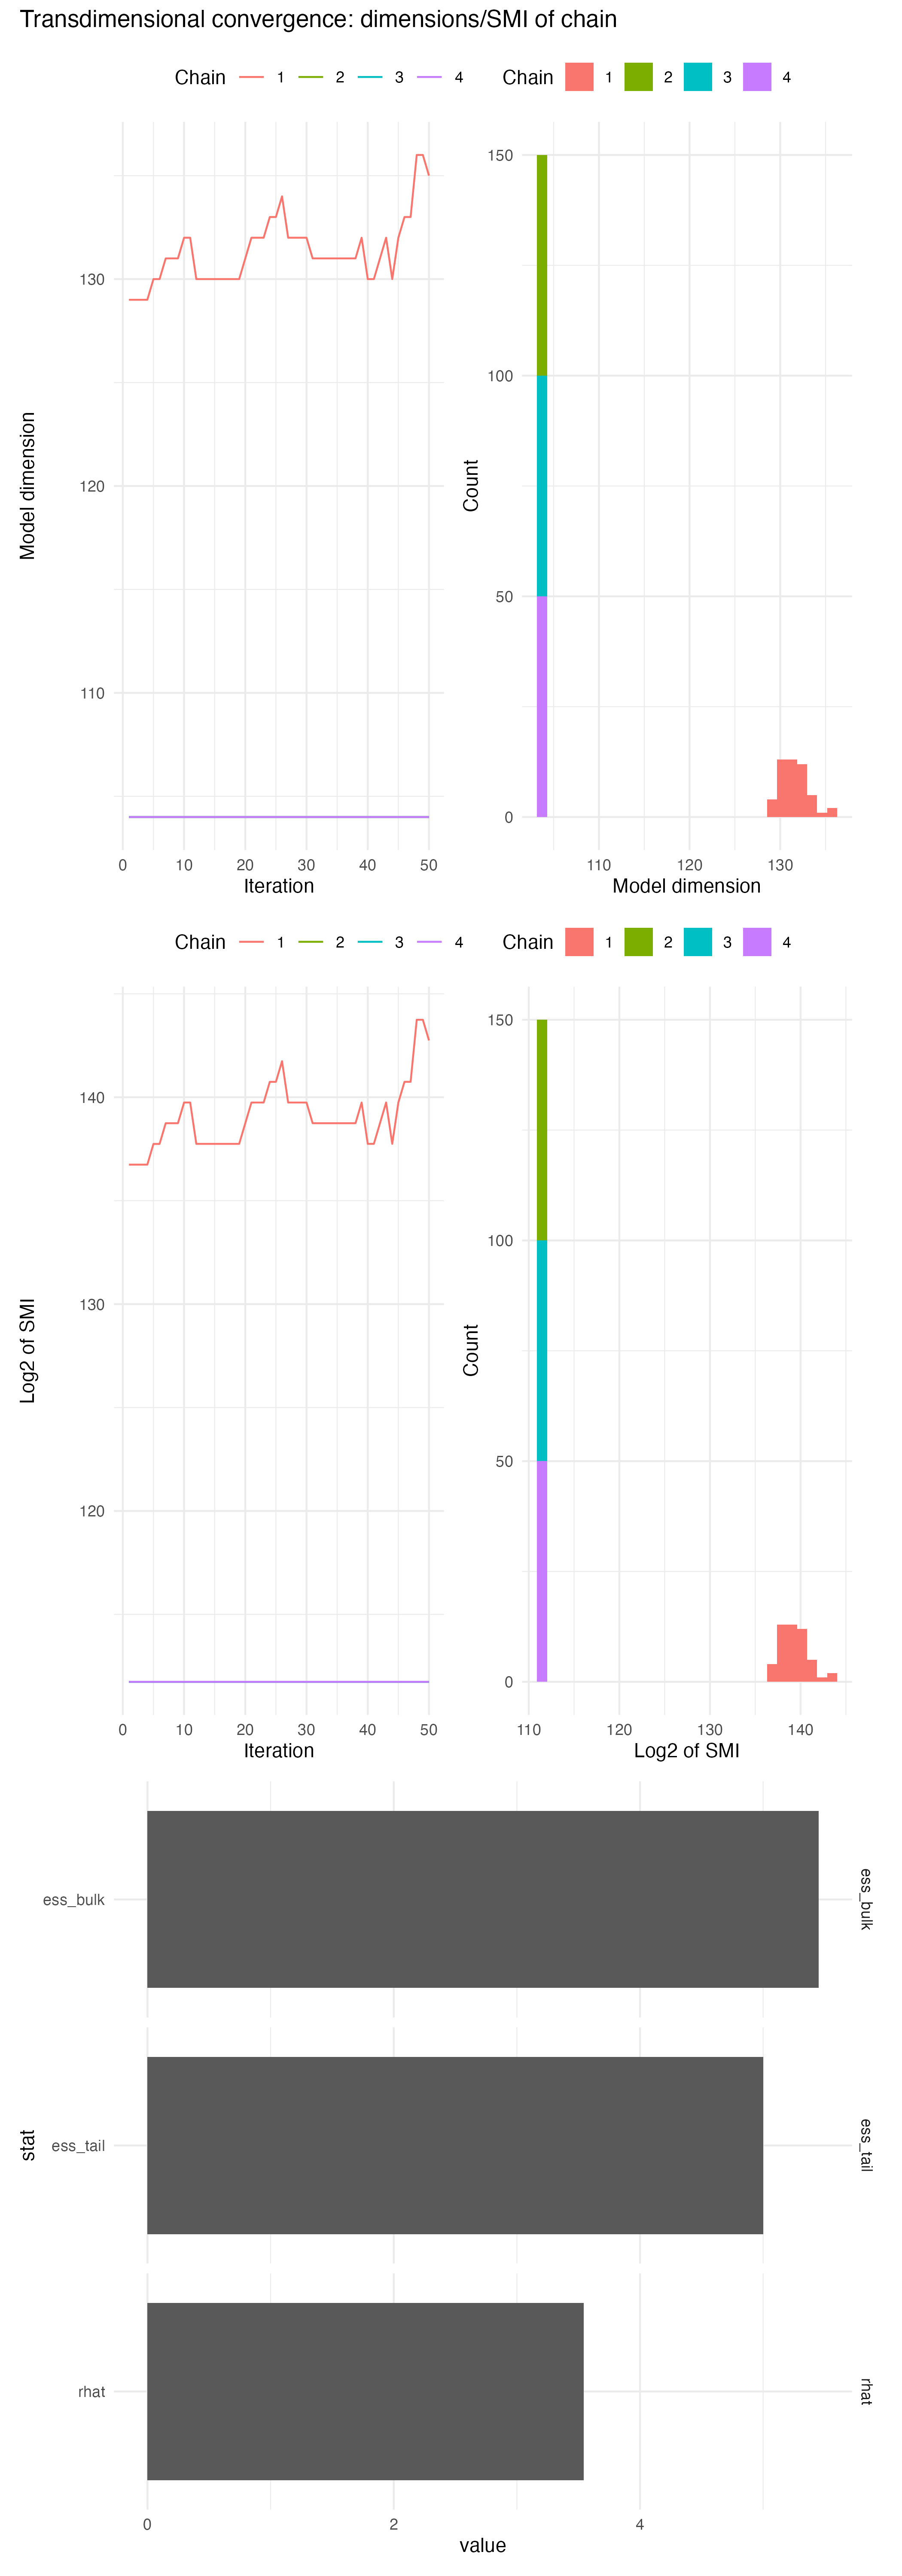 Transdimensional convergence: dimensions/SMI of chain
Chain 1 2 3 4
Chain 1 2 3 4
Model dimension
130
120
110
0 10 20 30 40 50
Iteration
Count
150
100
50
0
110 120 130
Model dimension
Chain 1 2 3 4
Chain 1 2 3 4
Log2 of SMI
140
130
120
0 10 20 30 40 50
Iteration
Count
150
100
50
0
110 120 130 140
Log2 of SMI
stat
ess_bulk
ess_bulk
ess_tail
ess_tail
rhat
rhat
0 2 4
value